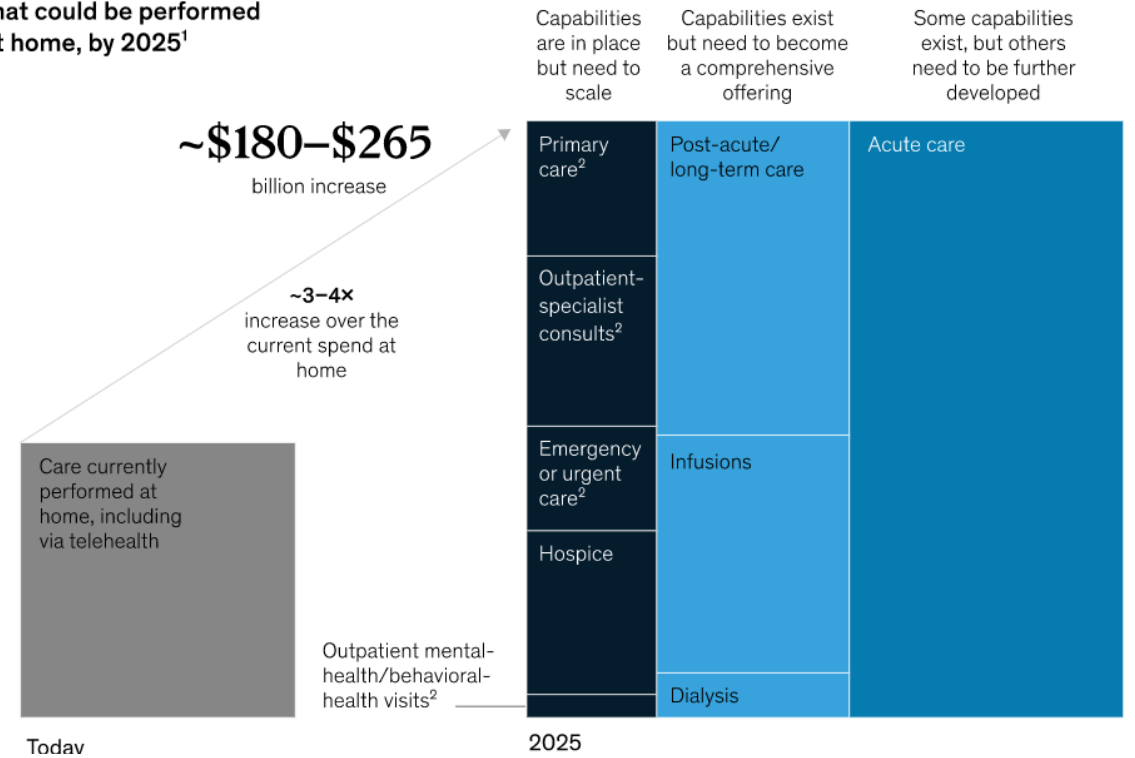 hat could be performed
t home, by 2025¹
Capabilities
are in place
but need to
scale
Capabilities exist
but need to become
a comprehensive
offering
Some capabilities
exist, but others
need to be further
developed
~$180–$265
billion increase
~3–4×
increase over the
current spend at
home
Care currently
performed at
home, including
via telehealth
Today
Primary
care²
Outpatient-
specialist
consults²
Emergency
or urgent
care²
Hospice
Outpatient mental-
health/behavioral-
health visits²
Post-acute/
long-term care
Infusions
Dialysis
Acute care
2025